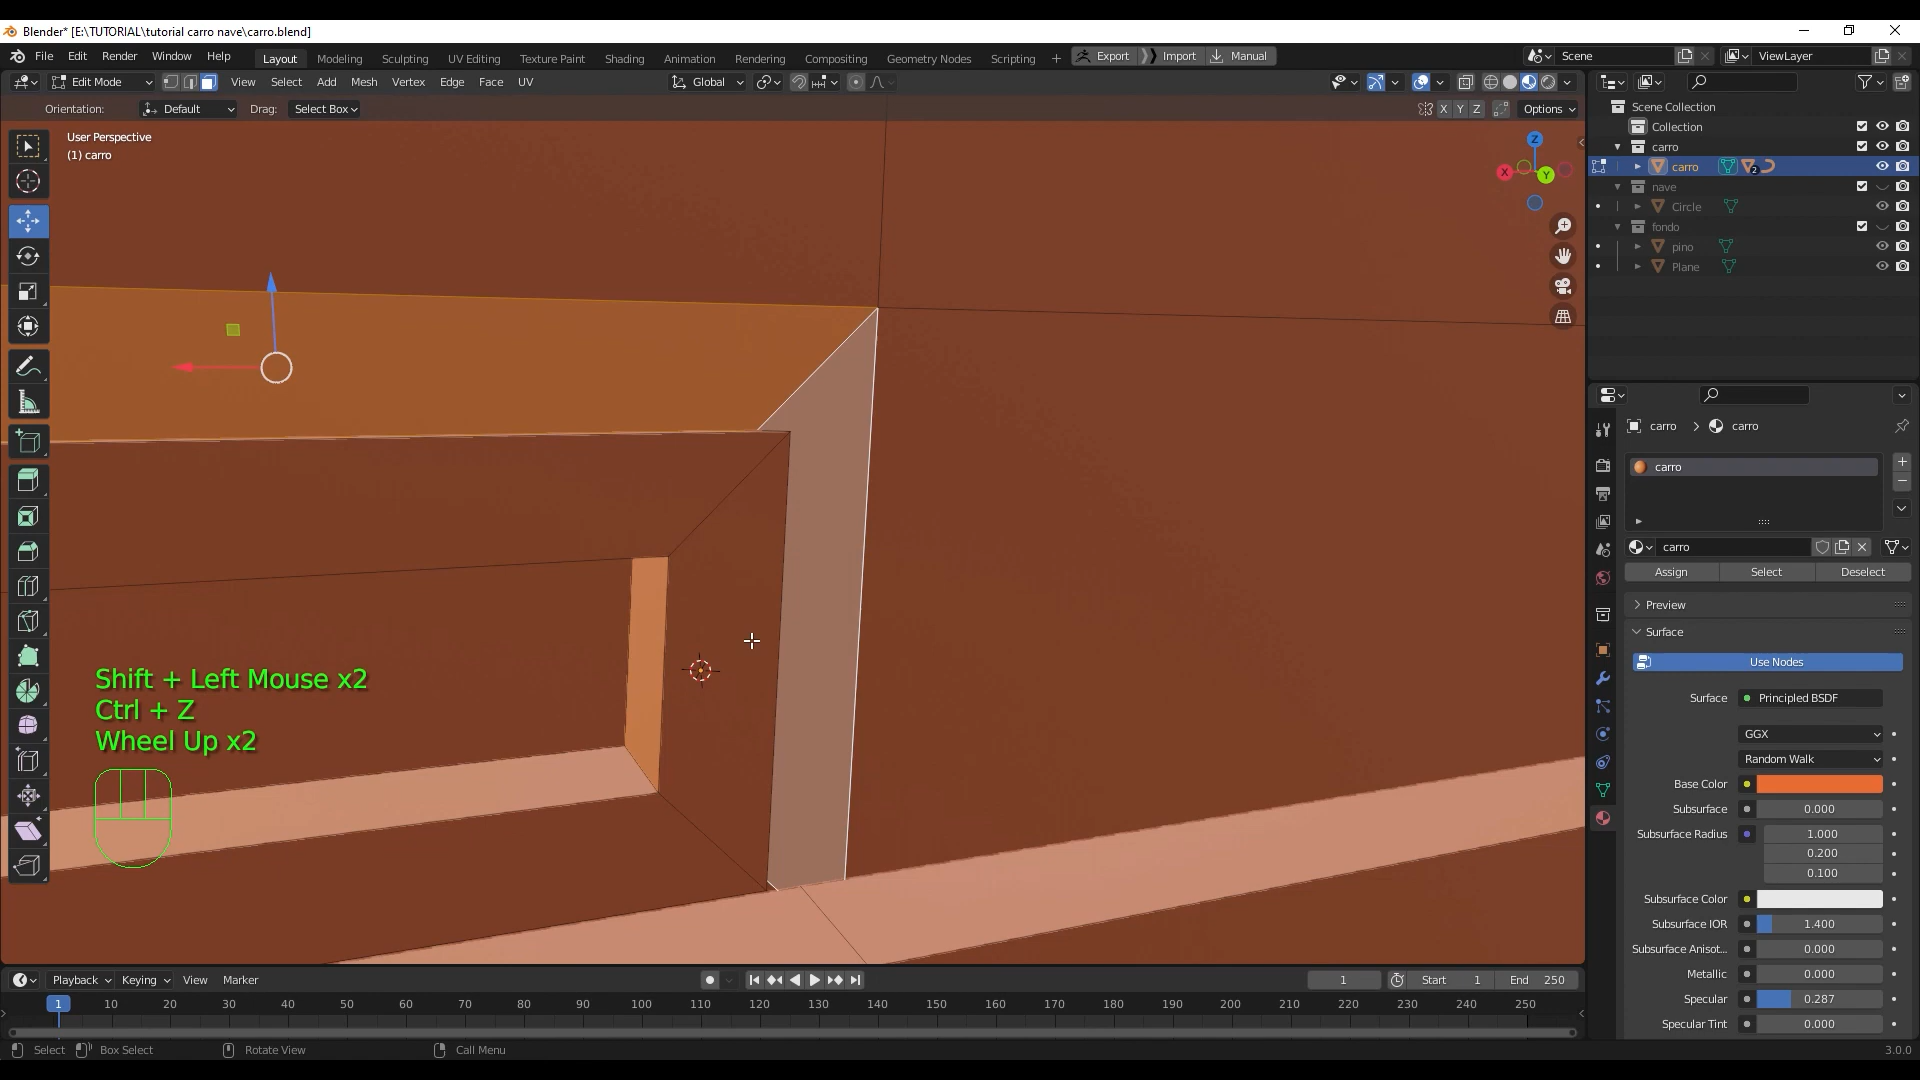 Blender* [E:\TUTORIAL\tutorial carro nave\carro.blend]
File Edit Render Window Help Layout Modeling Sculpting UV Editing Texture Paint Shading Animation Rendering Compositing Geometry Nodes Scripting + Export Import Manual Scene ViewLayer
Edit Mode View Select Add Mesh Vertex Edge Face UV Global
Orientation: Default Drag: Select Box X Y Z Options
User Perspective
(1) carro
Z
X
Y
Shift + Left Mouse x2
Ctrl + Z
Wheel Up x2
Scene Collection
Collection
carro
carro 2
nave
Circle
fondo
pino
Plane
carro > carro
carro
carro
Assign Select Deselect
Preview
Surface
Use Nodes
Surface Principled BSDF
GGX
Random Walk
Base Color
Subsurface 0.000
Subsurface Radius 1.000
0.200
0.100
Subsurface Color
Subsurface IOR 1.400
Subsurface Anisot... 0.000
Metallic 0.000
Specular 0.287
Specular Tint 0.000
Playback Keying View Marker 1 Start 1 End 250
1 10 20 30 40 50 60 70 80 90 100 110 120 130 140 150 160 170 180 190 200 210 220 230 240 250
Select Box Select Rotate View Call Menu 3.0.0